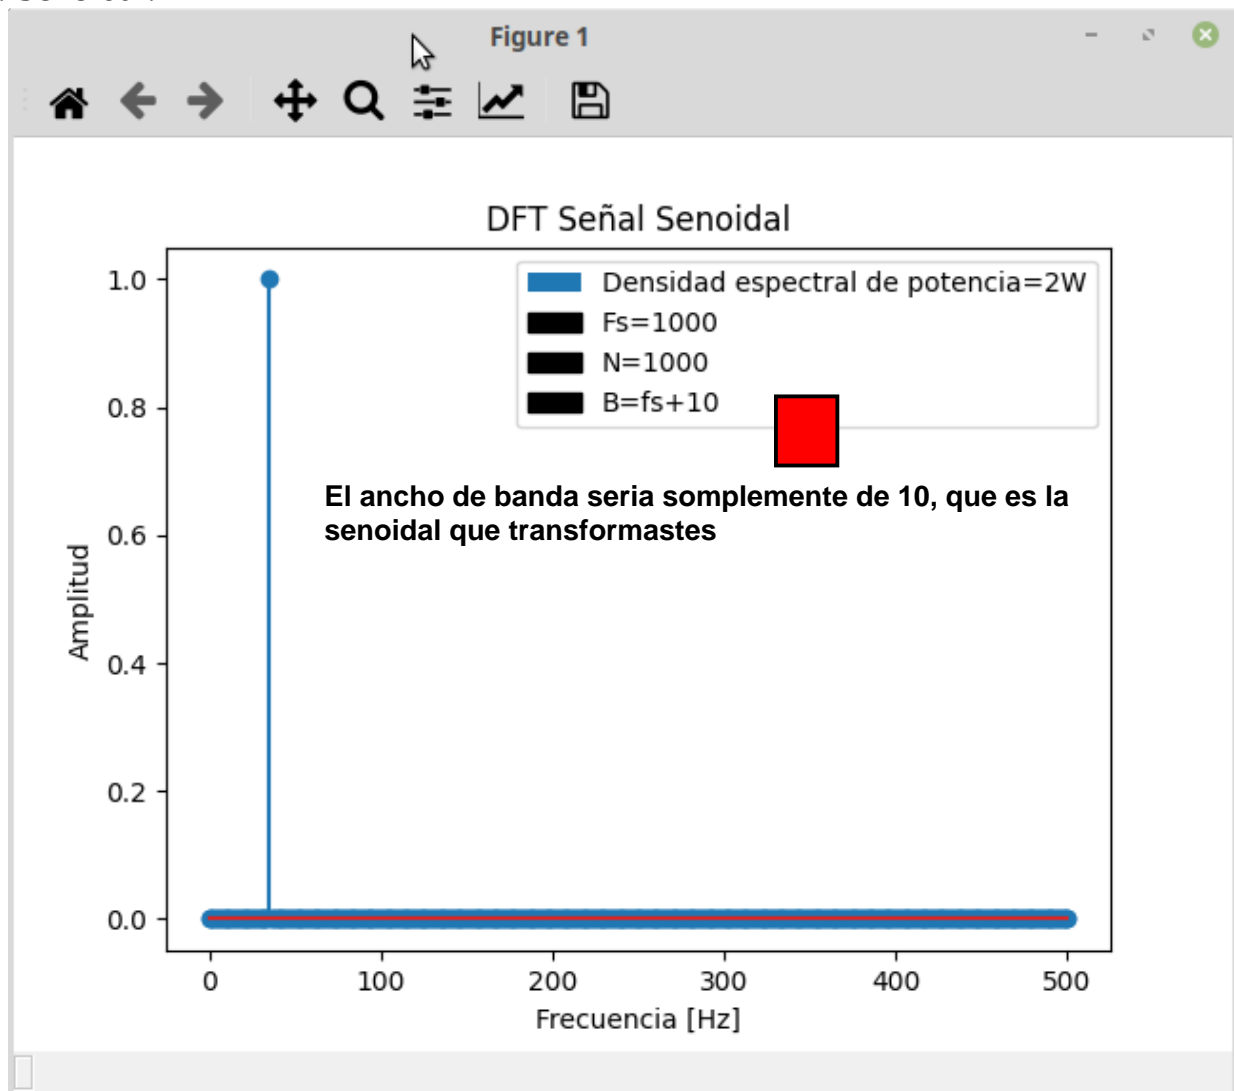 Figure 1
DFT Señal Senoidal
Densidad espectral de potencia=2W
Fs=1000
N=1000
B=fs+10
El ancho de banda seria somplemente de 10, que es la
senoidal que transformastes
Amplitud
1.0
0.8
0.6
0.4
0.2
0.0
0 100 200 300 400 500
Frecuencia [Hz]